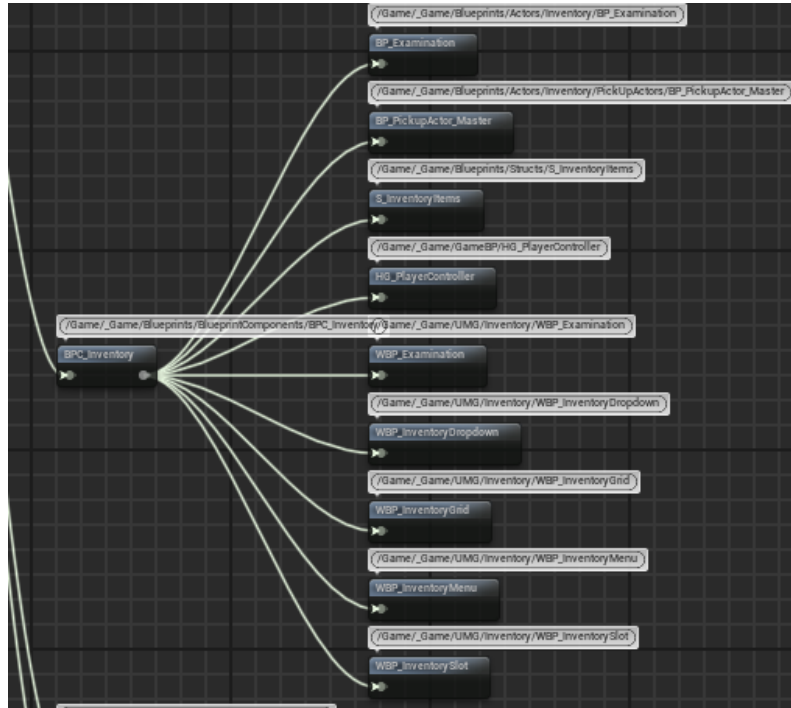 /Game/_Game/Blueprints/Actors/Inventory/BP_Examination
BP_Examination
/Game/_Game/Blueprints/Actors/Inventory/PickUpActors/BP_PickupActor_Master
BP_PickupActor_Master
/Game/_Game/Blueprints/Structs/S_InventoryItems
S_InventoryItems
/Game/_Game/GameBP/HG_PlayerController
HG_PlayerController
/Game/_Game/Blueprints/BlueprintComponents/BPC_Inventory
/Game/_Game/UMG/Inventory/WBP_Examination
BPC_Inventory
WBP_Examination
/Game/_Game/UMG/Inventory/WBP_InventoryDropdown
WBP_InventoryDropdown
/Game/_Game/UMG/Inventory/WBP_InventoryGrid
WBP_InventoryGrid
/Game/_Game/UMG/Inventory/WBP_InventoryMenu
WBP_InventoryMenu
/Game/_Game/UMG/Inventory/WBP_InventorySlot
WBP_InventorySlot